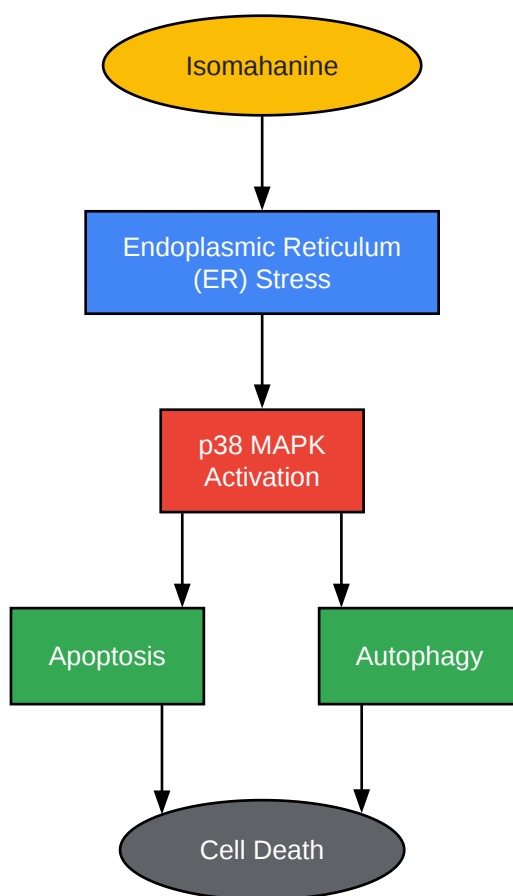 Isomahanine
Endoplasmic Reticulum
(ER) Stress
p38 MAPK
Activation
Apoptosis
Autophagy
Cell Death